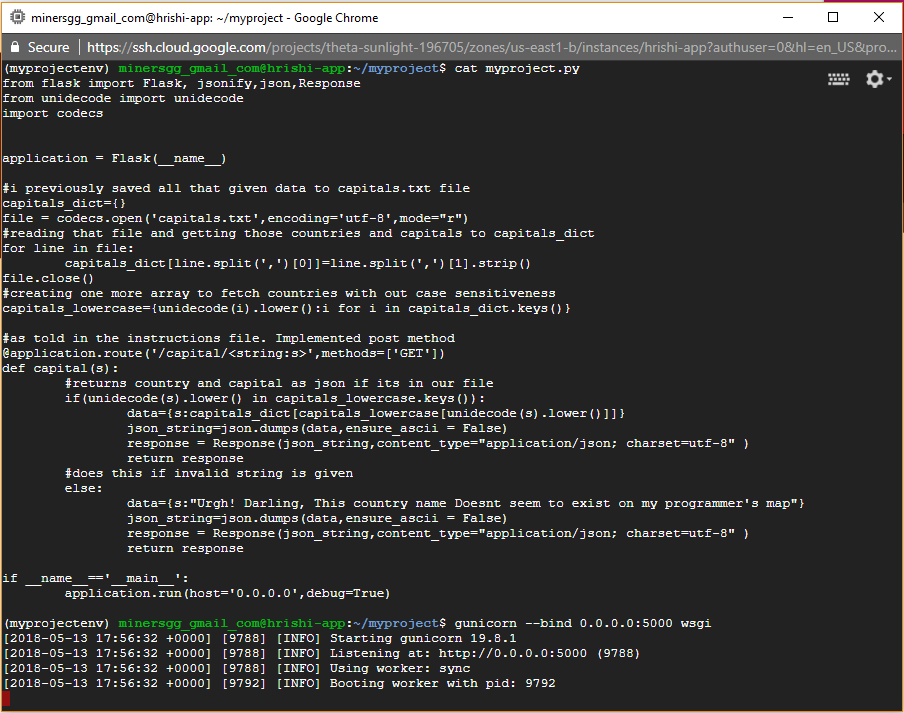 minersgg_gmail_com@hrishi-app: ~/myproject - Google Chrome
Secure | https://ssh.cloud.google.com/projects/theta-sunlight-196705/zones/us-east1-b/instances/hrishi-app?authuser=0&hl=en_US&pro...
(myprojectenv) minersgg_gmail_com@hrishi-app:~/myproject$ cat myproject.py
from flask import Flask, jsonify,json,Response
from unidecode import unidecode
import codecs
application = Flask(__name__)
#i previously saved all that given data to capitals.txt file
capitals_dict={}
file = codecs.open('capitals.txt',encoding='utf-8',mode="r")
#reading that file and getting those countries and capitals to capitals_dict
for line in file:
        capitals_dict[line.split(',')[0]]=line.split(',')[1].strip()
file.close()
#creating one more array to fetch countries with out case sensitiveness
capitals_lowercase={unidecode(i).lower():i for i in capitals_dict.keys()}
#as told in the instructions file. Implemented post method
@application.route('/capital/<string:s>',methods=['GET'])
def capital(s):
        #returns country and capital as json if its in our file
        if(unidecode(s).lower() in capitals_lowercase.keys()):
                data={s:capitals_dict[capitals_lowercase[unidecode(s).lower()]]}
                json_string=json.dumps(data,ensure_ascii = False)
                response = Response(json_string,content_type="application/json; charset=utf-8" )
                return response
        #does this if invalid string is given
        else:
                data={s:"Urgh! Darling, This country name Doesnt seem to exist on my programmer's map"}
                json_string=json.dumps(data,ensure_ascii = False)
                response = Response(json_string,content_type="application/json; charset=utf-8" )
                return response
if __name__=='__main__':
        application.run(host='0.0.0.0',debug=True)
(myprojectenv) minersgg_gmail_com@hrishi-app:~/myproject$ gunicorn --bind 0.0.0.0:5000 wsgi
[2018-05-13 17:56:32 +0000] [9788] [INFO] Starting gunicorn 19.8.1
[2018-05-13 17:56:32 +0000] [9788] [INFO] Listening at: http://0.0.0.0:5000 (9788)
[2018-05-13 17:56:32 +0000] [9788] [INFO] Using worker: sync
[2018-05-13 17:56:32 +0000] [9792] [INFO] Booting worker with pid: 9792